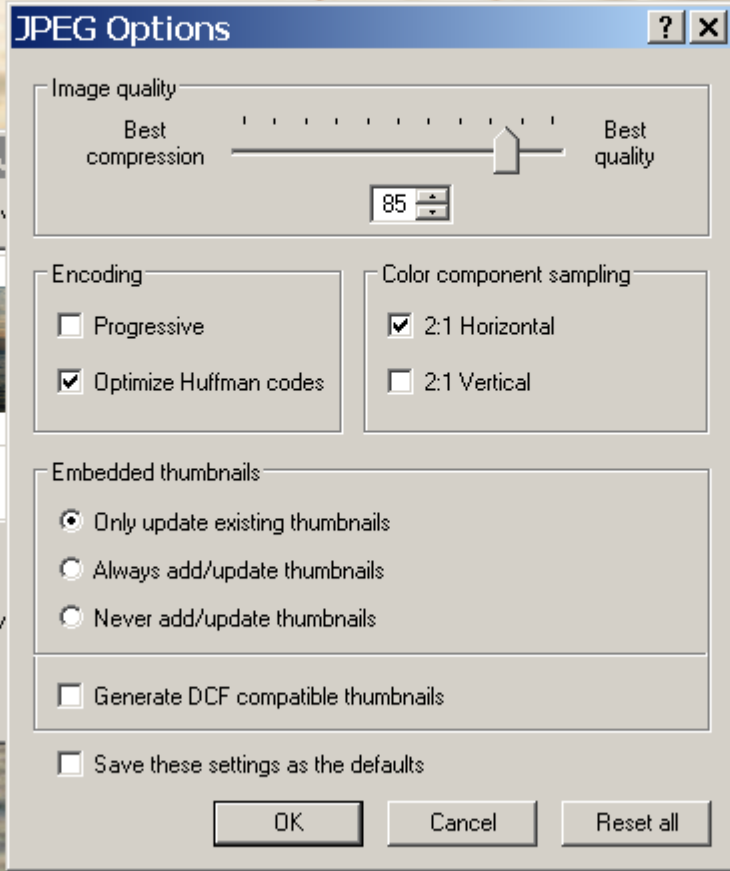 JPEG Options
Image quality
Best compression
Best quality
85
Encoding
Progressive
Optimize Huffman codes
Color component sampling
2:1 Horizontal
2:1 Vertical
Embedded thumbnails
Only update existing thumbnails
Always add/update thumbnails
Never add/update thumbnails
Generate DCF compatible thumbnails
Save these settings as the defaults
OK
Cancel
Reset all